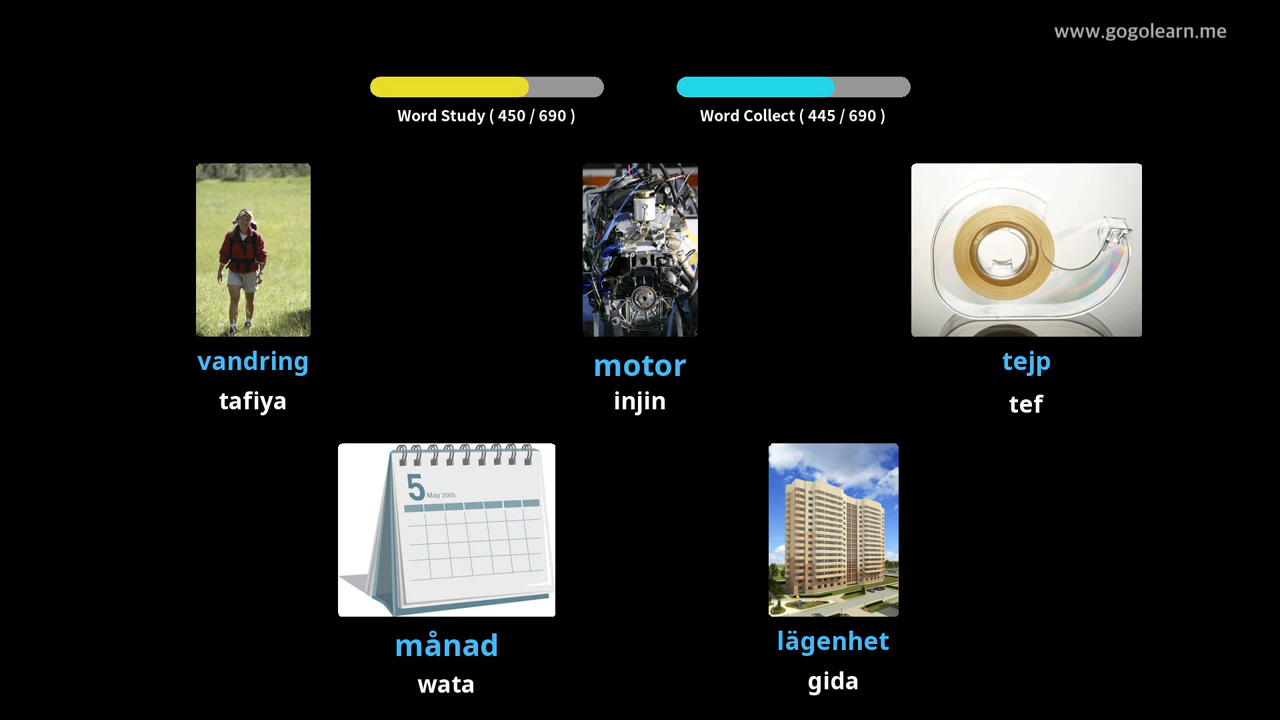 www.gogolearn.me
Word Study ( 450 / 690 )
Word Collect ( 445 / 690 )
vandring
tafiya
motor
injin
tejp
tef
5 May 2005
månad
wata
lägenhet
gida